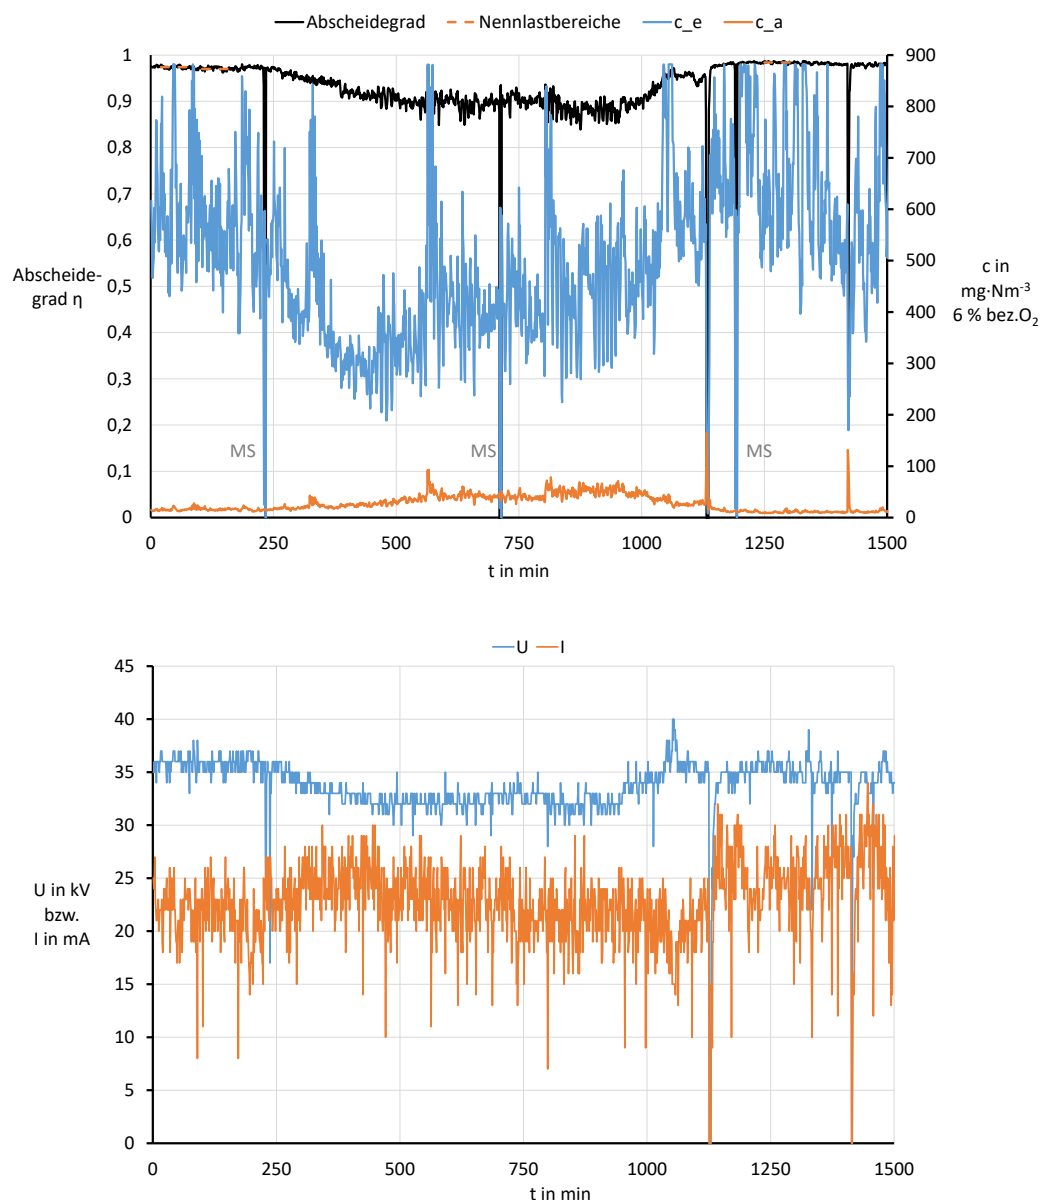 Abscheidegrad Nennlastbereiche c_e c_a
1 900
0,9 800
0,8 700
0,7 600
0,6 500
0,5 400
0,4 300
0,3 200
0,2 100
0,1 0
0
Abscheide-
grad η
c in
mg·Nm⁻³
6 % bez.O₂
MS MS MS
0 250 500 750 1000 1250 1500
t in min
U I
45
40
35
30
25
20
15
10
5
0
U in kV
bzw.
I in mA
0 250 500 750 1000 1250 1500
t in min